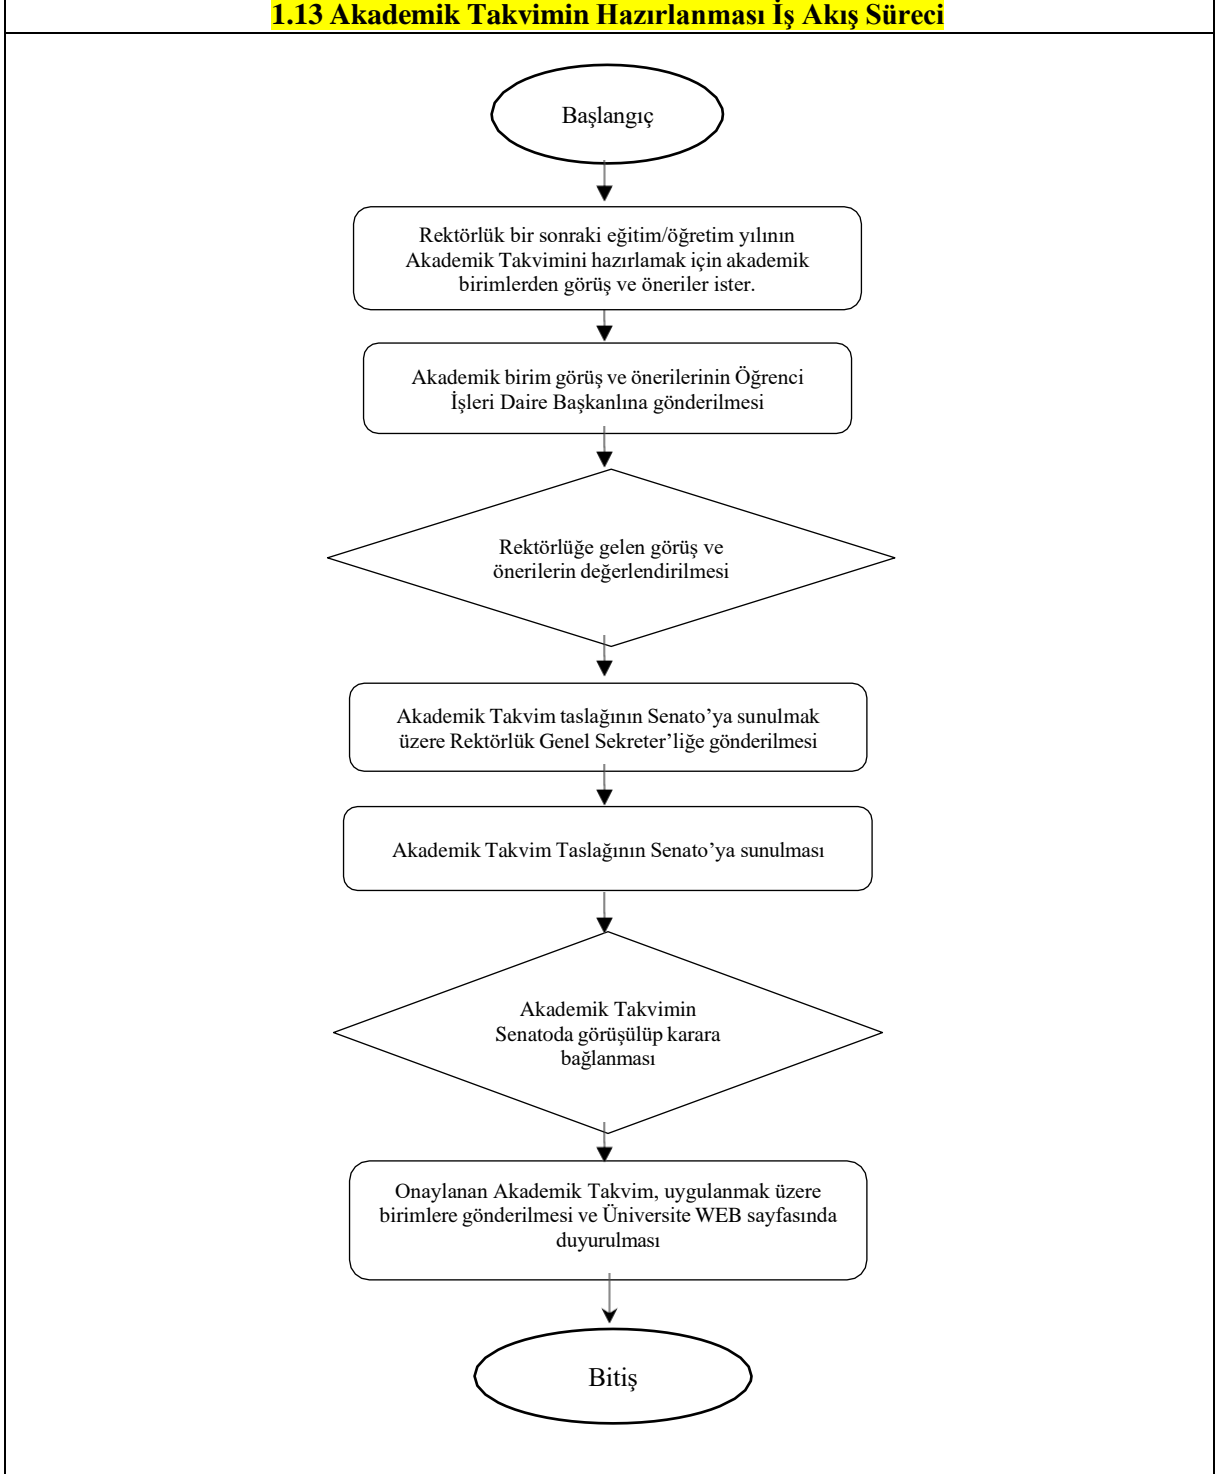 1.13 Akademik Takvimin Hazırlanması İş Akış Süreci
Başlangıç
Rektörlük bir sonraki eğitim/öğretim yılının
Akademik Takvimini hazırlamak için akademik
birimlerden görüş ve öneriler ister.
Akademik birim görüş ve önerilerinin Öğrenci
İşleri Daire Başkanlına gönderilmesi
Rektörlüğe gelen görüş ve
önerilerin değerlendirilmesi
Akademik Takvim taslağının Senato’ya sunulmak
üzere Rektörlük Genel Sekreter’liğe gönderilmesi
Akademik Takvim Taslağının Senato’ya sunulması
Akademik Takvimin
Senatoda görüşülüp karara
bağlanması
Onaylanan Akademik Takvim, uygulanmak üzere
birimlere gönderilmesi ve Üniversite WEB sayfasında
duyurulması
Bitiş